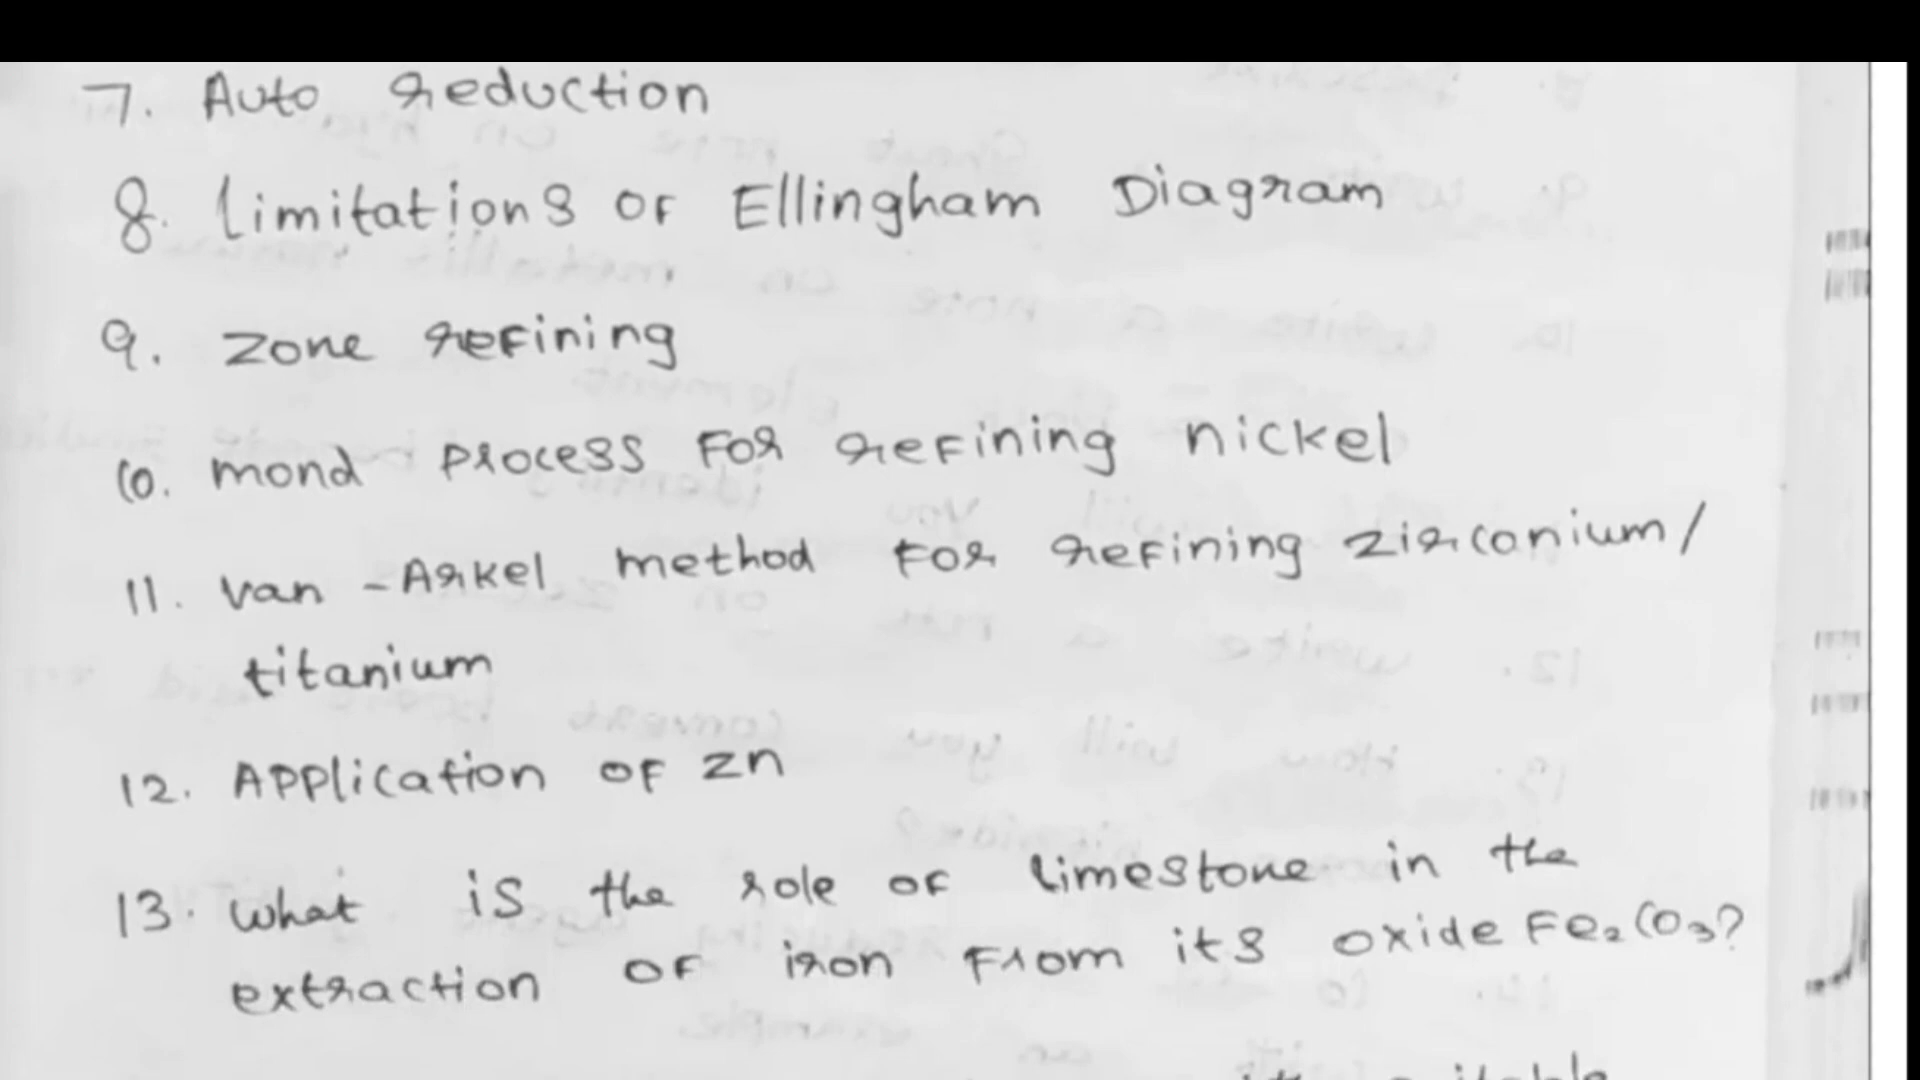 7. Auto reduction
8. Limitations of Ellingham Diagram
9. Zone refining
10. mond process for refining nickel
11. van - Arkel method for refining zirconium /
titanium
12. Application of zn
13. what is the role of limestone in the
extraction of iron from its oxide Fe₂CO₃?